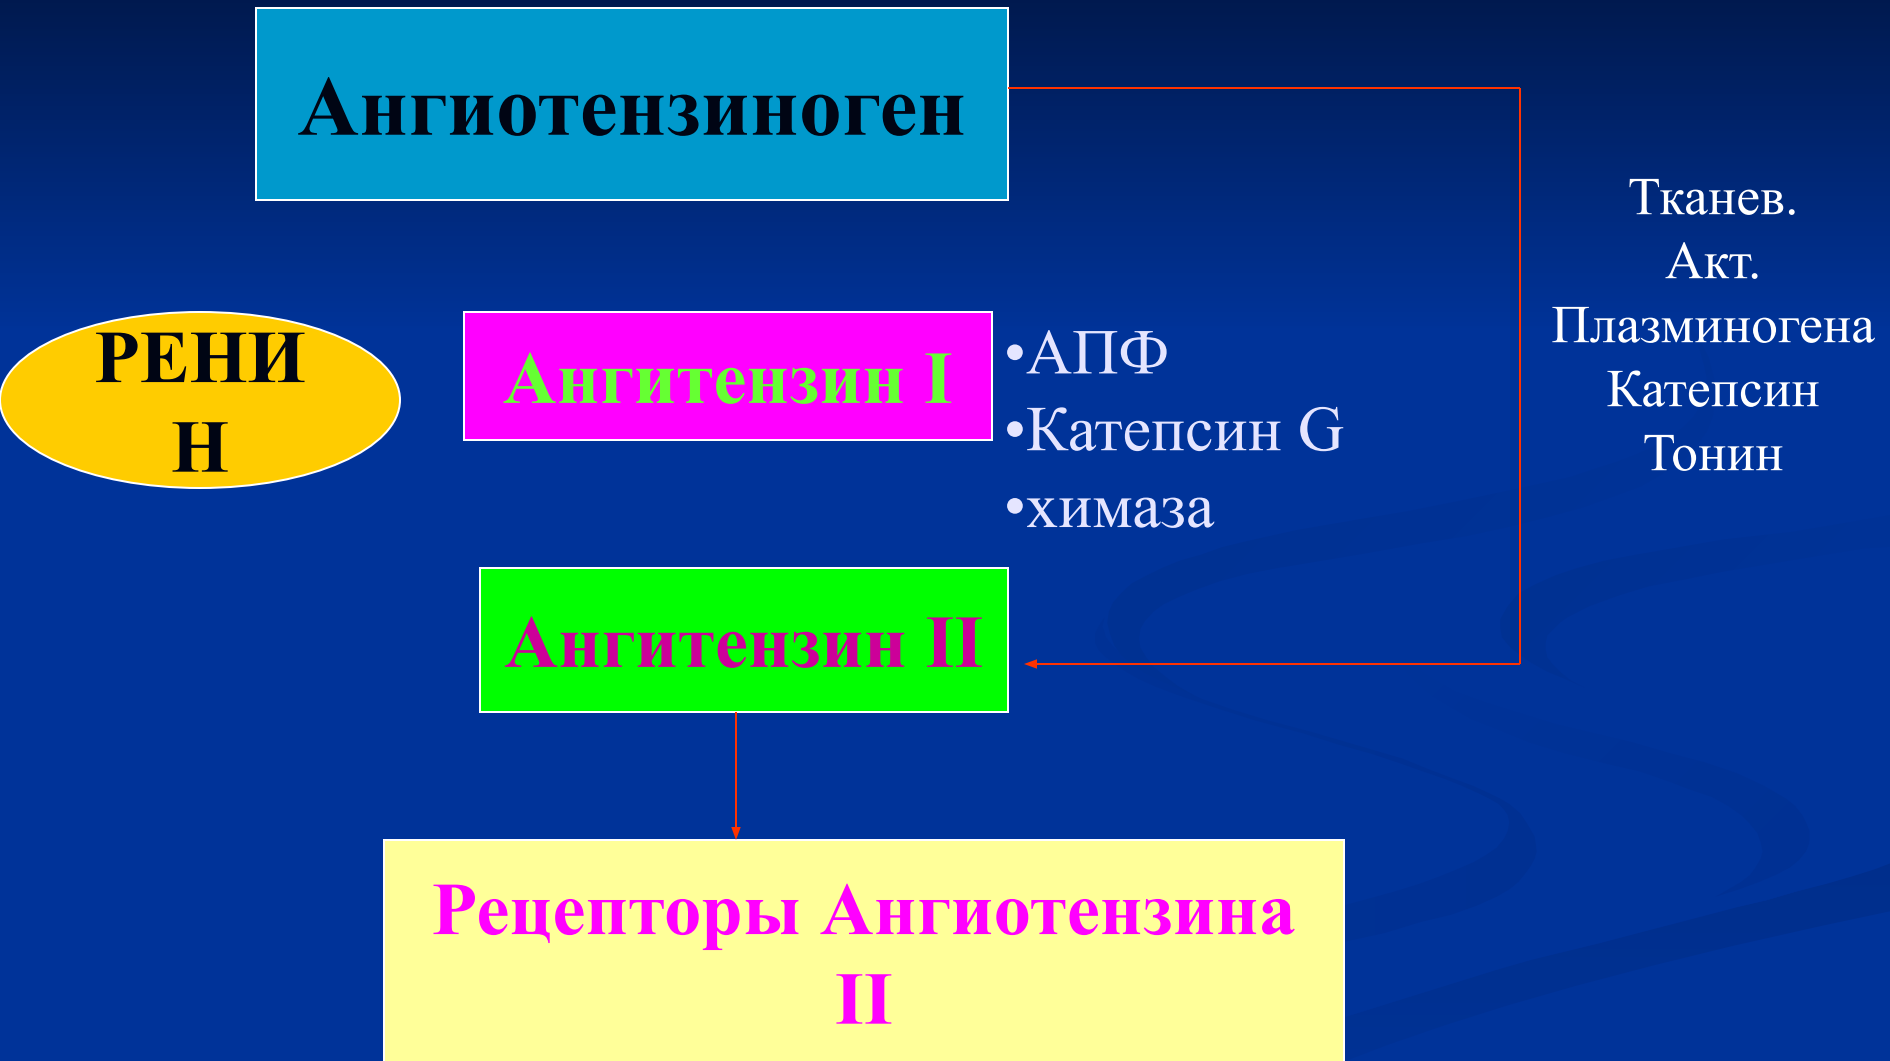 Ангиотензиноген
Тканев.
Акт.
Плазминогена
Катепсин
Тонин
РЕНИ
Н
Ангитензин I
•АПФ
•Катепсин G
•химаза
Ангитензин II
Рецепторы Ангиотензина
II